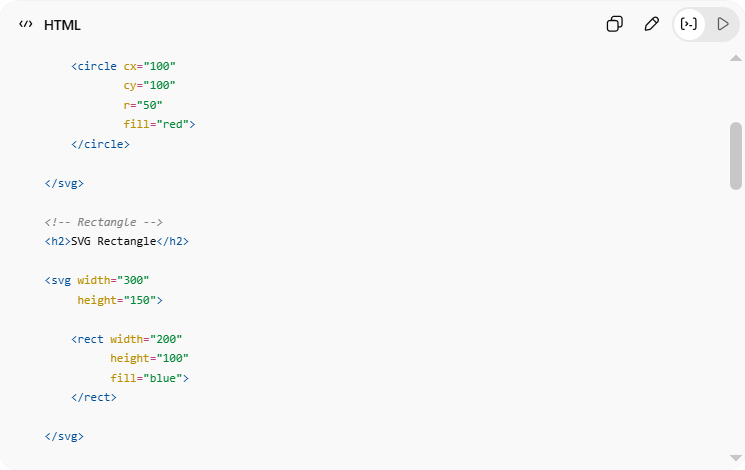 HTML
<circle cx="100"
cy="100"
r="50"
fill="red">
</circle>
</svg>
<!-- Rectangle -->
<h2>SVG Rectangle</h2>
<svg width="300"
height="150">
<rect width="200"
height="100"
fill="blue">
</rect>
</svg>